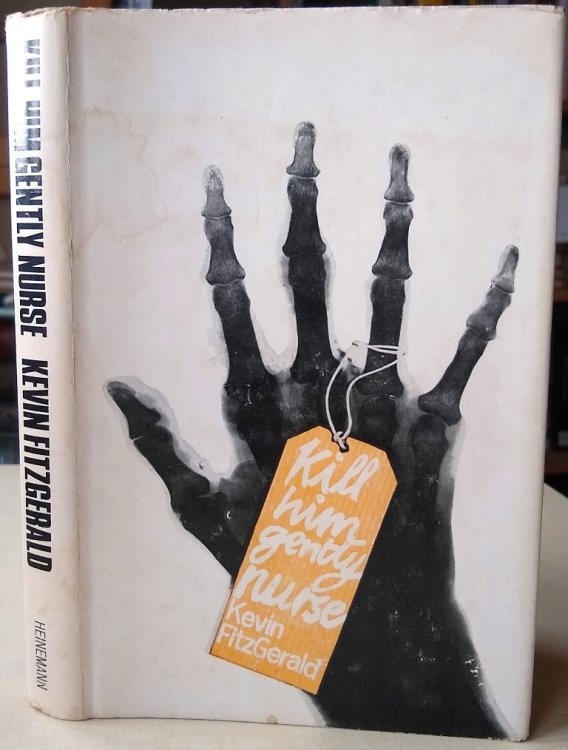 KILL HIM GENTLY NURSE KEVIN FITZGERALD
HEINEMANN
Kill
him
gently
nurse
Kevin
FitzGerald